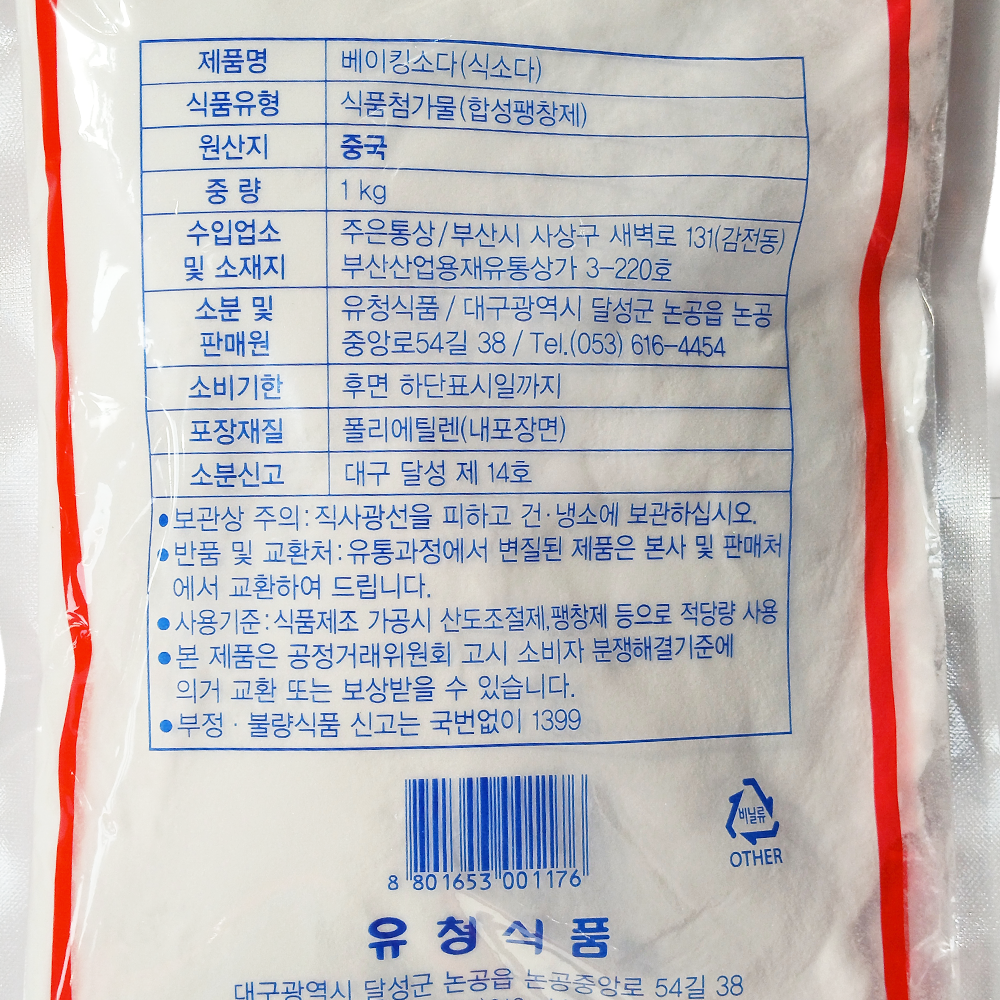 제품명 베이킹소다(식소다)
식품유형 식품첨가물(합성팽창제)
원산지 중국
중 량 1 kg
수입업소 주은통상/부산시 사상구 새벽로 131(감전동)
및 소재지 부산산업용재유통상가 3-220호
소분 및 유청식품 / 대구광역시 달성군 논공읍 논공
판매원 중앙로54길 38 / Tel.(053) 616-4454
소비기한 후면 하단표시일까지
포장재질 폴리에틸렌(내포장면)
소분신고 대구 달성 제 14호
● 보관상 주의:직사광선을 피하고 건·냉소에 보관하십시오.
● 반품 및 교환처:유통과정에서 변질된 제품은 본사 및 판매처
에서 교환하여 드립니다.
● 사용기준:식품제조 가공시 산도조절제,팽창제 등으로 적당량 사용
● 본 제품은 공정거래위원회 고시 소비자 분쟁해결기준에
의거 교환 또는 보상받을 수 있습니다.
● 부정·불량식품 신고는 국번없이 1399
비닐류
OTHER
8 801653 001176
유청식품
대구광역시 달성군 논공읍 논공중앙로 54길 38